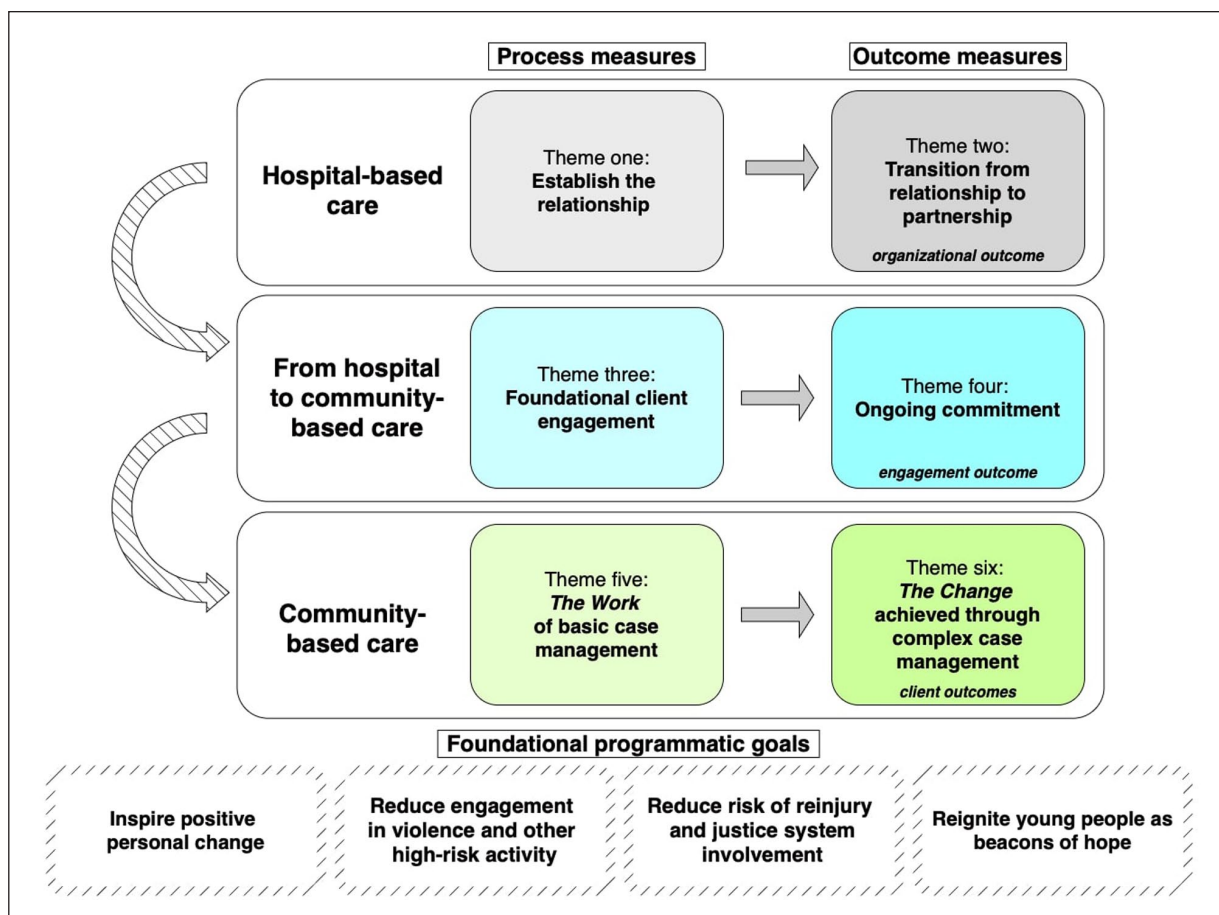 Process measures
Outcome measures
Hospital-based
care
Theme one:
Establish the
relationship
Theme two:
Transition from
relationship to
partnership
organizational outcome
From hospital
to community-
based care
Theme three:
Foundational client
engagement
Theme four:
Ongoing commitment
engagement outcome
Community-
based care
Theme five:
The Work
of basic case
management
Theme six:
The Change
achieved through
complex case
management
client outcomes
Foundational programmatic goals
Inspire positive
personal change
Reduce engagement
in violence and other
high-risk activity
Reduce risk of reinjury
and justice system
involvement
Reignite young people as
beacons of hope